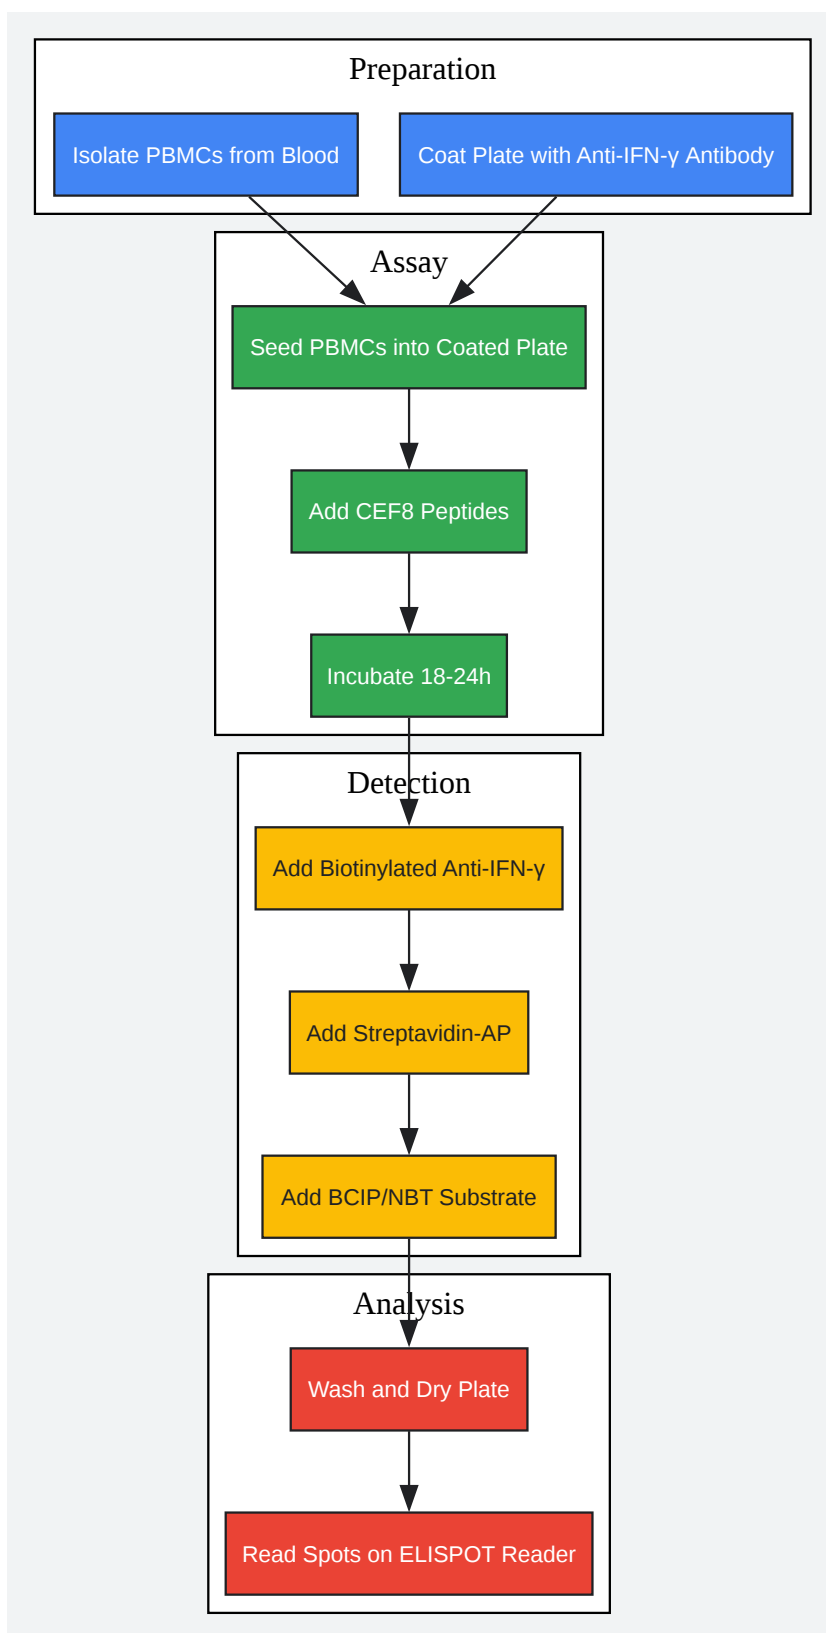 Preparation
Isolate PBMCs from Blood
Coat Plate with Anti-IFN-γ Antibody
Assay
Seed PBMCs into Coated Plate
Add CEF8 Peptides
Incubate 18-24h
Detection
Add Biotinylated Anti-IFN-γ
Add Streptavidin-AP
Add BCIP/NBT Substrate
Analysis
Wash and Dry Plate
Read Spots on ELISPOT Reader